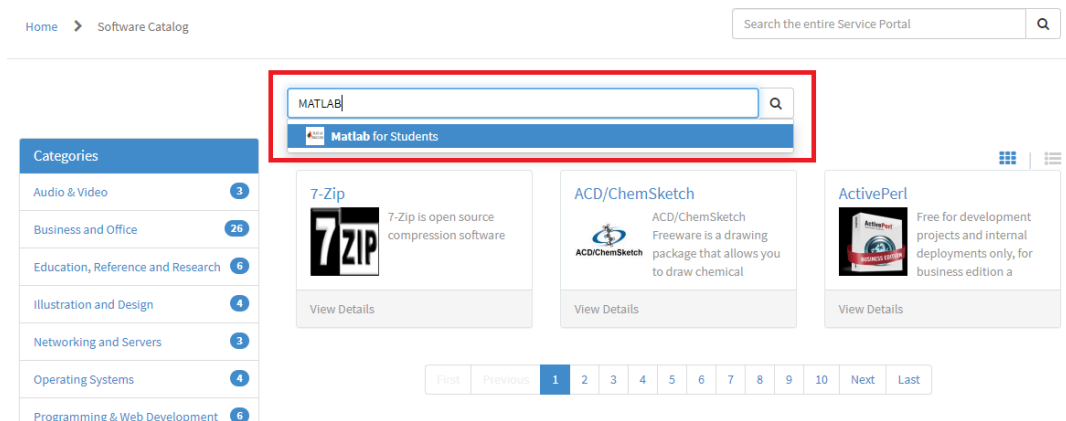 Home > Software Catalog
Search the entire Service Portal
MATLAB
Matlab for Students
Categories
Audio & Video 3
Business and Office 26
Education, Reference and Research 6
Illustration and Design 4
Networking and Servers 3
Operating Systems 4
Programming & Web Development 6
7-Zip
7 ZIP
7-Zip is open source
compression software
View Details
ACD/ChemSketch
ACD/ChemSketch
ACD/ChemSketch
Freeware is a drawing
package that allows you
to draw chemical
View Details
ActivePerl
ActivePerl
BUSINESS EDITION
Free for development
projects and internal
deployments only, for
business edition a
View Details
First Previous 1 2 3 4 5 6 7 8 9 10 Next Last